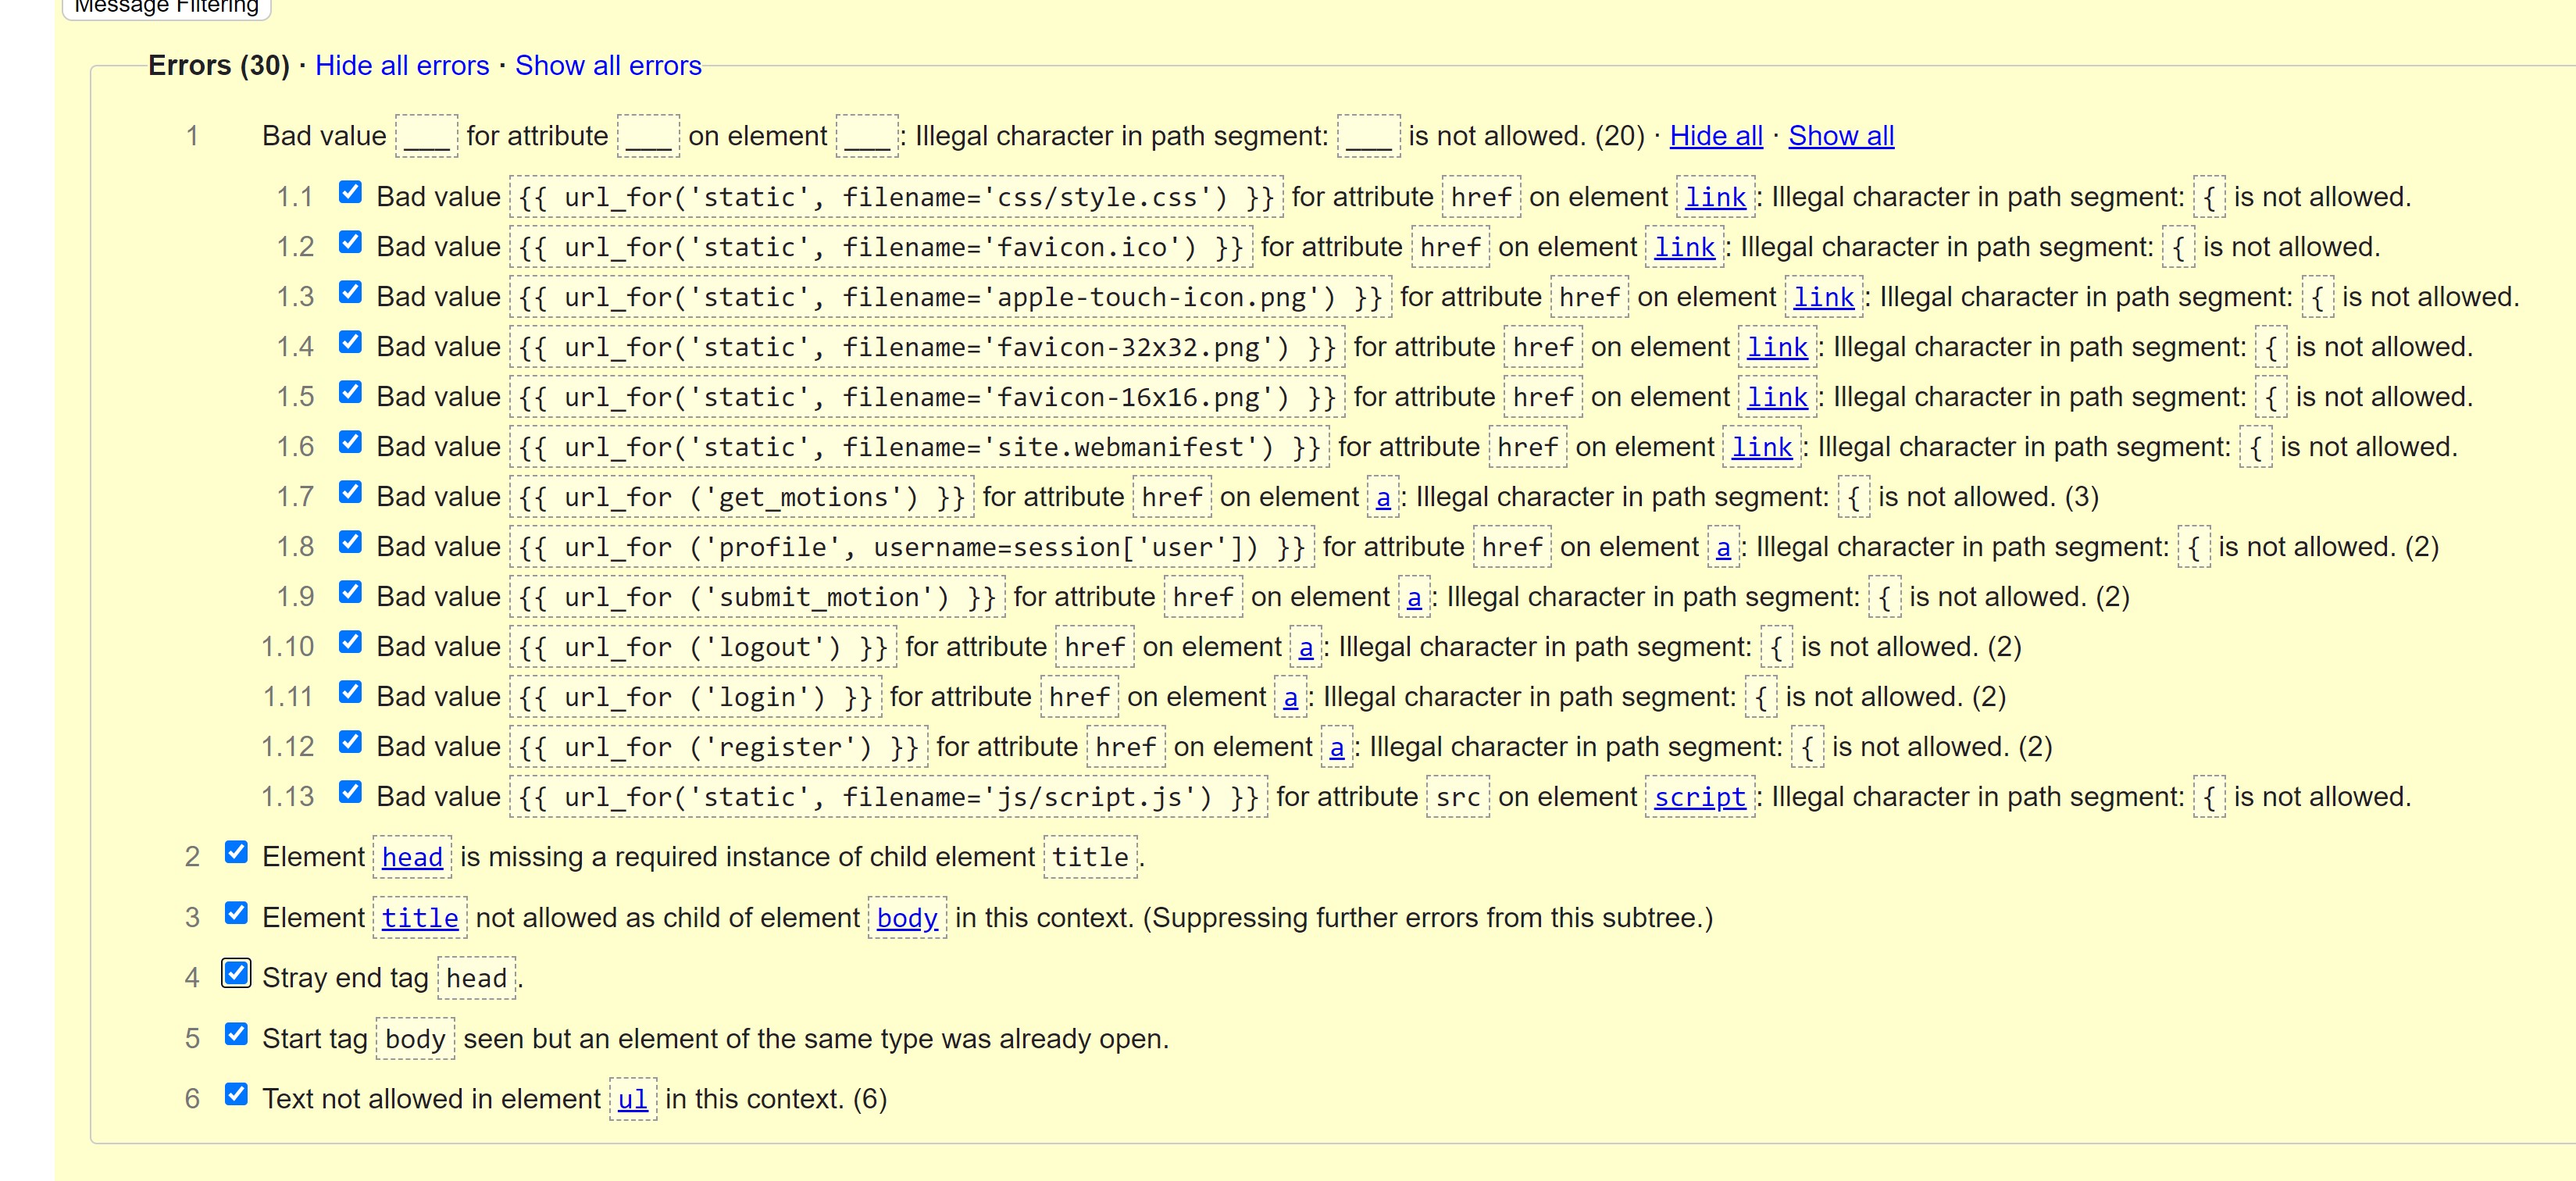 Message Filtering
Errors (30) · Hide all errors · Show all errors
1 Bad value ___ for attribute ___ on element ___: Illegal character in path segment: ___ is not allowed. (20) · Hide all · Show all
1.1 Bad value {{ url_for('static', filename='css/style.css') }} for attribute href on element link: Illegal character in path segment: { is not allowed.
1.2 Bad value {{ url_for('static', filename='favicon.ico') }} for attribute href on element link: Illegal character in path segment: { is not allowed.
1.3 Bad value {{ url_for('static', filename='apple-touch-icon.png') }} for attribute href on element link: Illegal character in path segment: { is not allowed.
1.4 Bad value {{ url_for('static', filename='favicon-32x32.png') }} for attribute href on element link: Illegal character in path segment: { is not allowed.
1.5 Bad value {{ url_for('static', filename='favicon-16x16.png') }} for attribute href on element link: Illegal character in path segment: { is not allowed.
1.6 Bad value {{ url_for('static', filename='site.webmanifest') }} for attribute href on element link: Illegal character in path segment: { is not allowed.
1.7 Bad value {{ url_for ('get_motions') }} for attribute href on element a: Illegal character in path segment: { is not allowed. (3)
1.8 Bad value {{ url_for ('profile', username=session['user']) }} for attribute href on element a: Illegal character in path segment: { is not allowed. (2)
1.9 Bad value {{ url_for ('submit_motion') }} for attribute href on element a: Illegal character in path segment: { is not allowed. (2)
1.10 Bad value {{ url_for ('logout') }} for attribute href on element a: Illegal character in path segment: { is not allowed. (2)
1.11 Bad value {{ url_for ('login') }} for attribute href on element a: Illegal character in path segment: { is not allowed. (2)
1.12 Bad value {{ url_for ('register') }} for attribute href on element a: Illegal character in path segment: { is not allowed. (2)
1.13 Bad value {{ url_for('static', filename='js/script.js') }} for attribute src on element script: Illegal character in path segment: { is not allowed.
2 Element head is missing a required instance of child element title.
3 Element title not allowed as child of element body in this context. (Suppressing further errors from this subtree.)
4 Stray end tag head.
5 Start tag body seen but an element of the same type was already open.
6 Text not allowed in element ul in this context. (6)